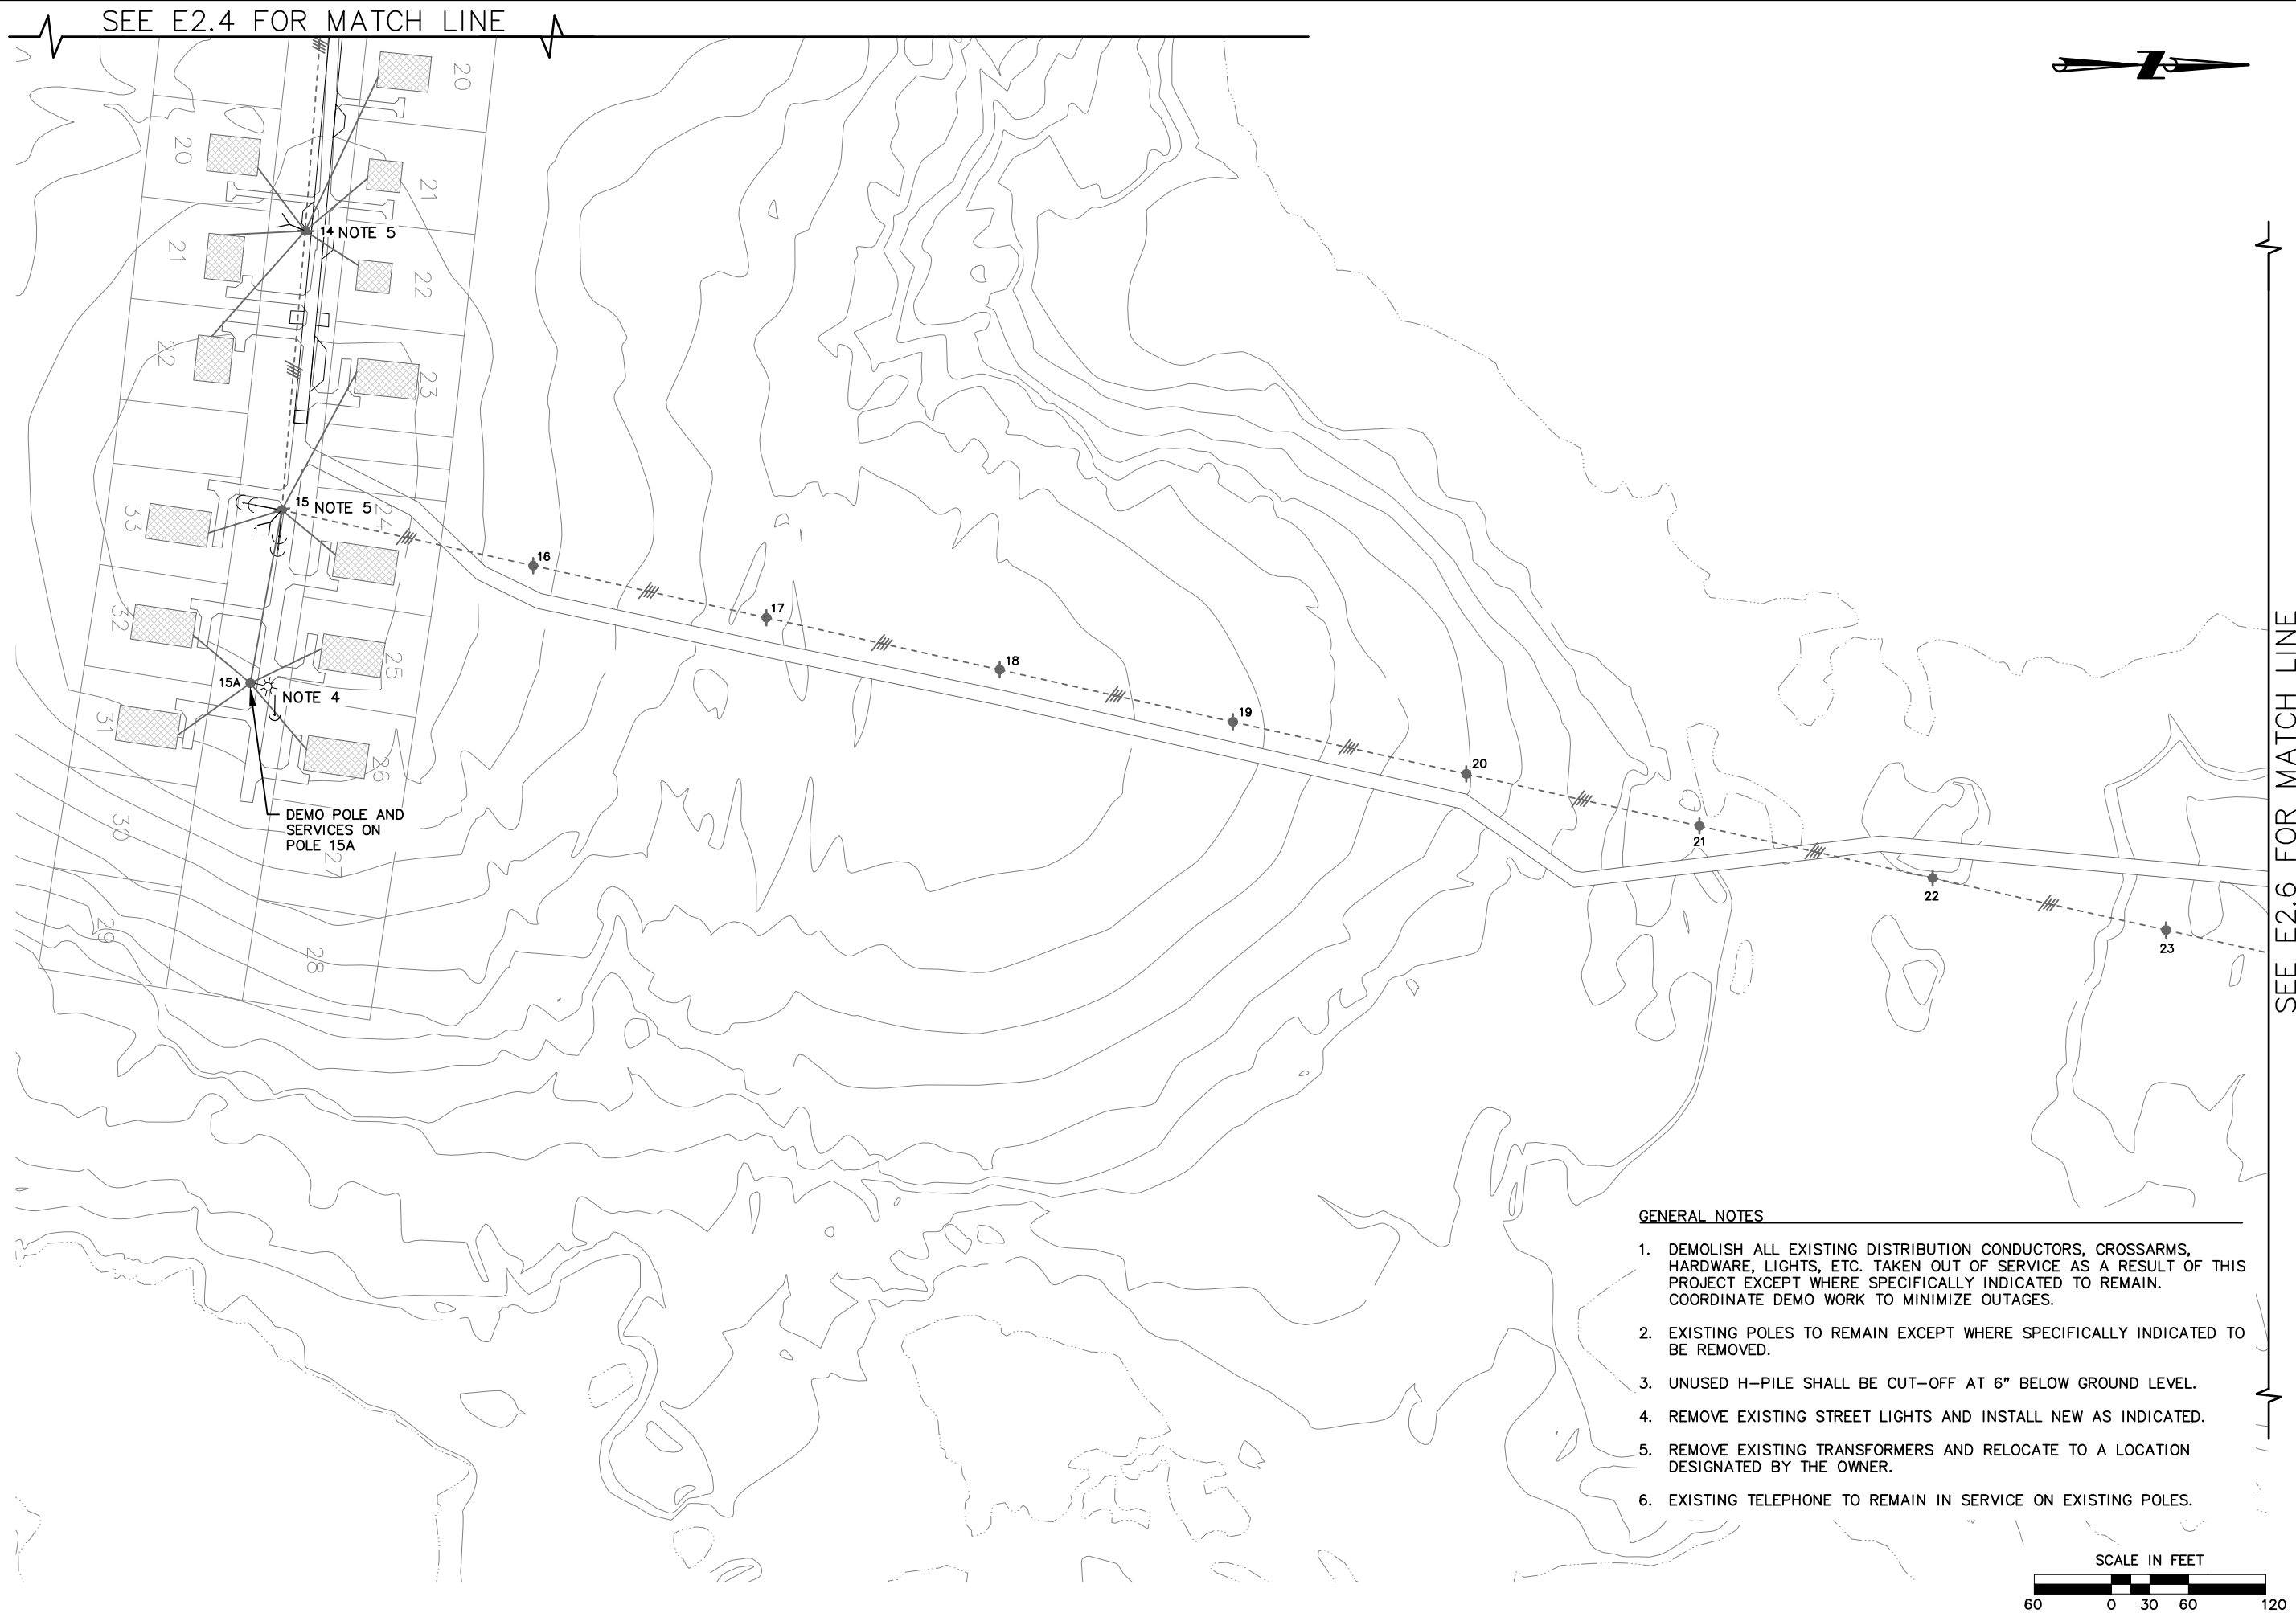 SEE E2.4 FOR MATCH LINE
20
20
21
14 NOTE 5
21
22
22
23
15 NOTE 5
24
33
1
16
17
32
18
25
15A
NOTE 4
19
31
20
26
DEMO POLE AND
SERVICES ON
POLE 15A
21
30
27
22
23
29
28
SEE E2.6 FOR MATCH LINE
GENERAL NOTES
1. DEMOLISH ALL EXISTING DISTRIBUTION CONDUCTORS, CROSSARMS,
HARDWARE, LIGHTS, ETC. TAKEN OUT OF SERVICE AS A RESULT OF THIS
PROJECT EXCEPT WHERE SPECIFICALLY INDICATED TO REMAIN.
COORDINATE DEMO WORK TO MINIMIZE OUTAGES.
2. EXISTING POLES TO REMAIN EXCEPT WHERE SPECIFICALLY INDICATED TO
BE REMOVED.
3. UNUSED H-PILE SHALL BE CUT-OFF AT 6" BELOW GROUND LEVEL.
4. REMOVE EXISTING STREET LIGHTS AND INSTALL NEW AS INDICATED.
5. REMOVE EXISTING TRANSFORMERS AND RELOCATE TO A LOCATION
DESIGNATED BY THE OWNER.
6. EXISTING TELEPHONE TO REMAIN IN SERVICE ON EXISTING POLES.
SCALE IN FEET
60 0 30 60 120